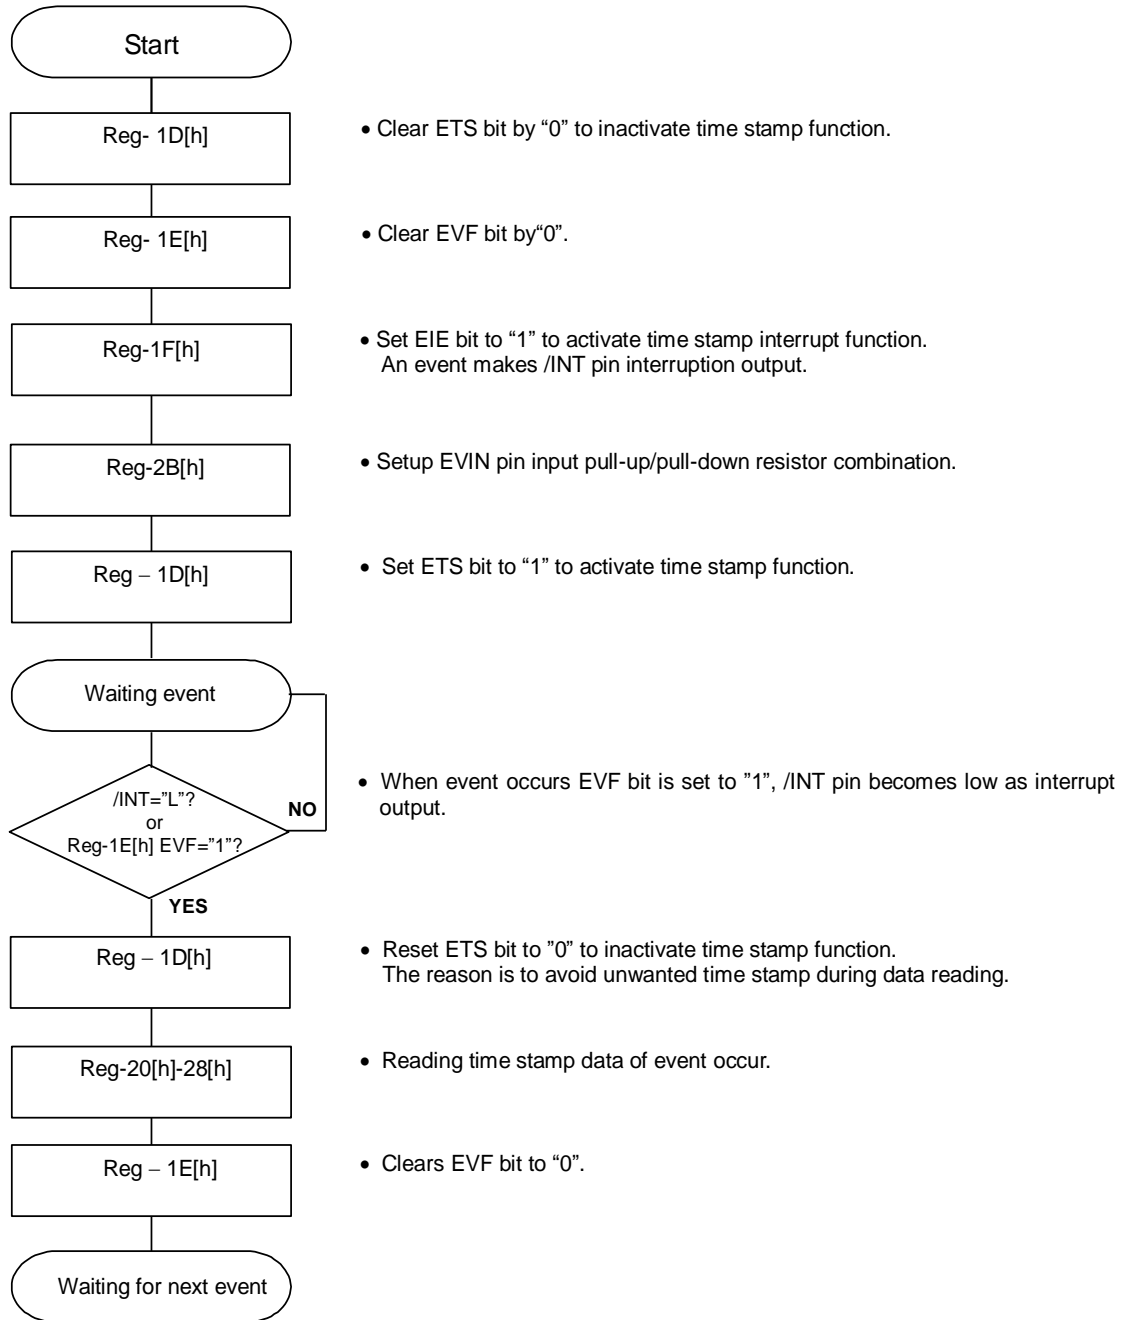 Start
Reg- 1D[h]
• Clear ETS bit by “0” to inactivate time stamp function.
Reg- 1E[h]
• Clear EVF bit by“0”.
Reg-1F[h]
• Set EIE bit to “1” to activate time stamp interrupt function.
An event makes /INT pin interruption output.
Reg-2B[h]
• Setup EVIN pin input pull-up/pull-down resistor combination.
Reg – 1D[h]
• Set ETS bit to “1” to activate time stamp function.
Waiting event
/INT=”L”?
or
Reg-1E[h] EVF=”1”?
NO
• When event occurs EVF bit is set to ”1”, /INT pin becomes low as interrupt
output.
YES
Reg – 1D[h]
• Reset ETS bit to ”0” to inactivate time stamp function.
The reason is to avoid unwanted time stamp during data reading.
Reg-20[h]-28[h]
• Reading time stamp data of event occur.
Reg – 1E[h]
• Clears EVF bit to “0”.
Waiting for next event